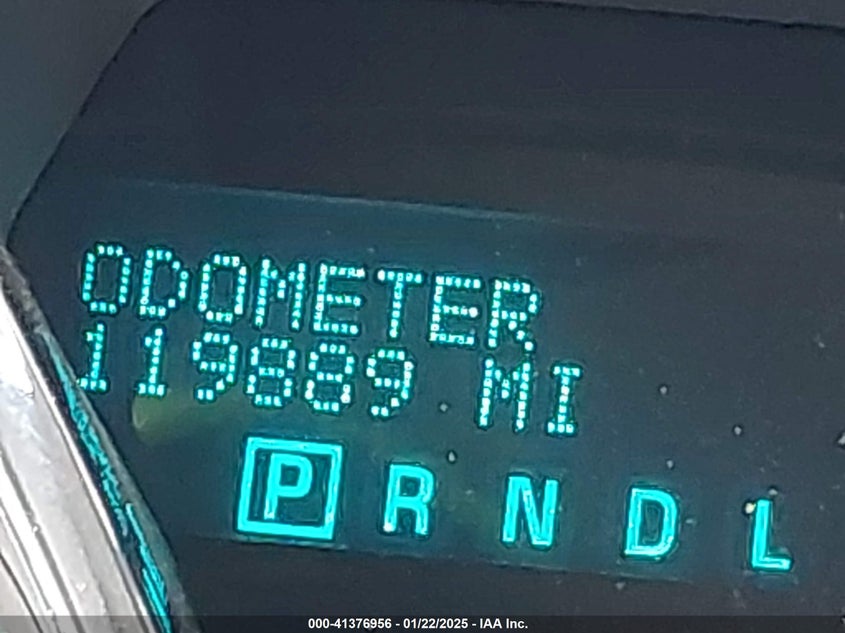 ODOMETER
119889 MI
P R N D L
000-41376956 - 01/22/2025 - IAA Inc.